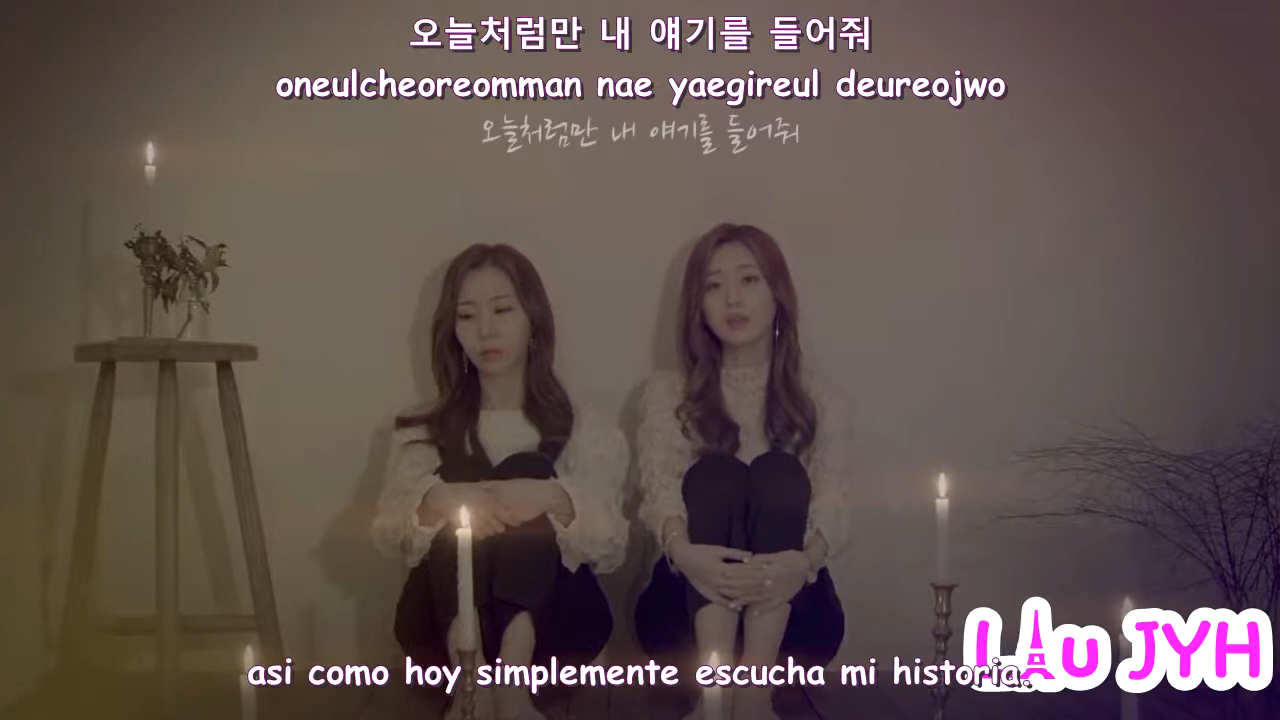 오늘처럼만 내 얘기를 들어줘
oneulcheoreomman nae yaegireul deureojwo
오늘처럼만 내 얘기를 들어줘
asi como hoy simplemente escucha mi historia.
LAU JYH